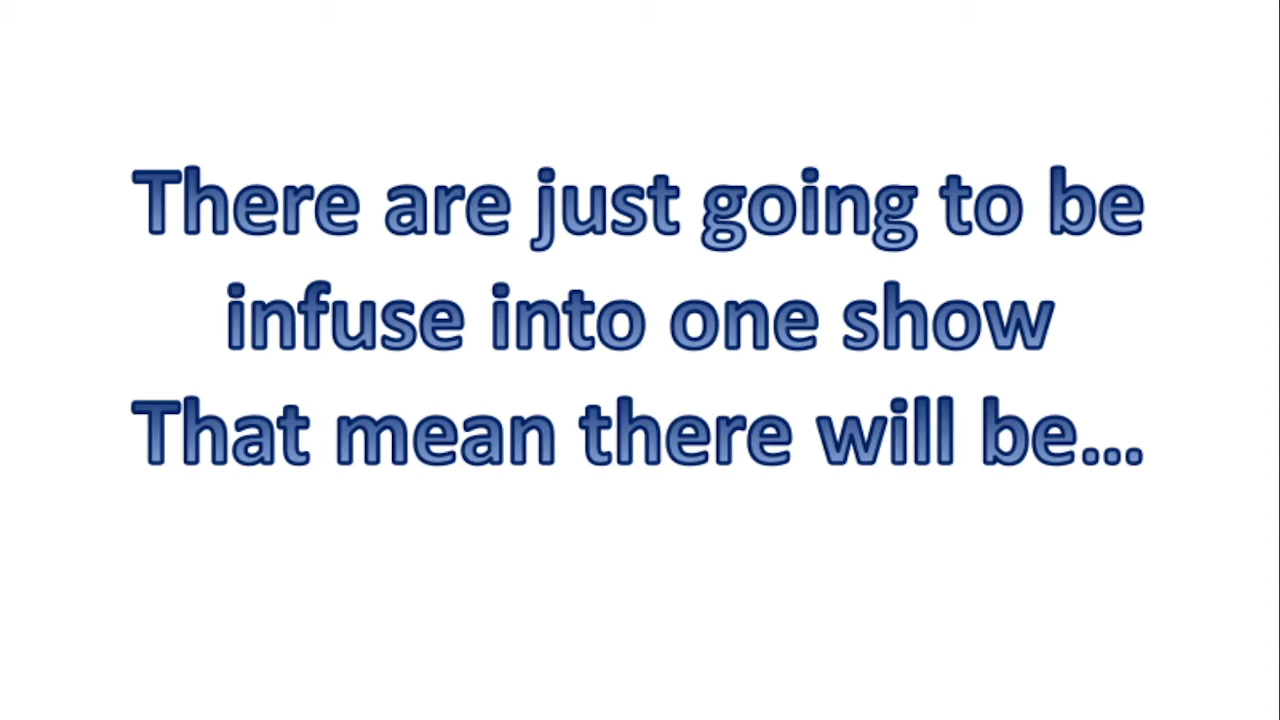 There are just going to be
infuse into one show
That mean there will be...